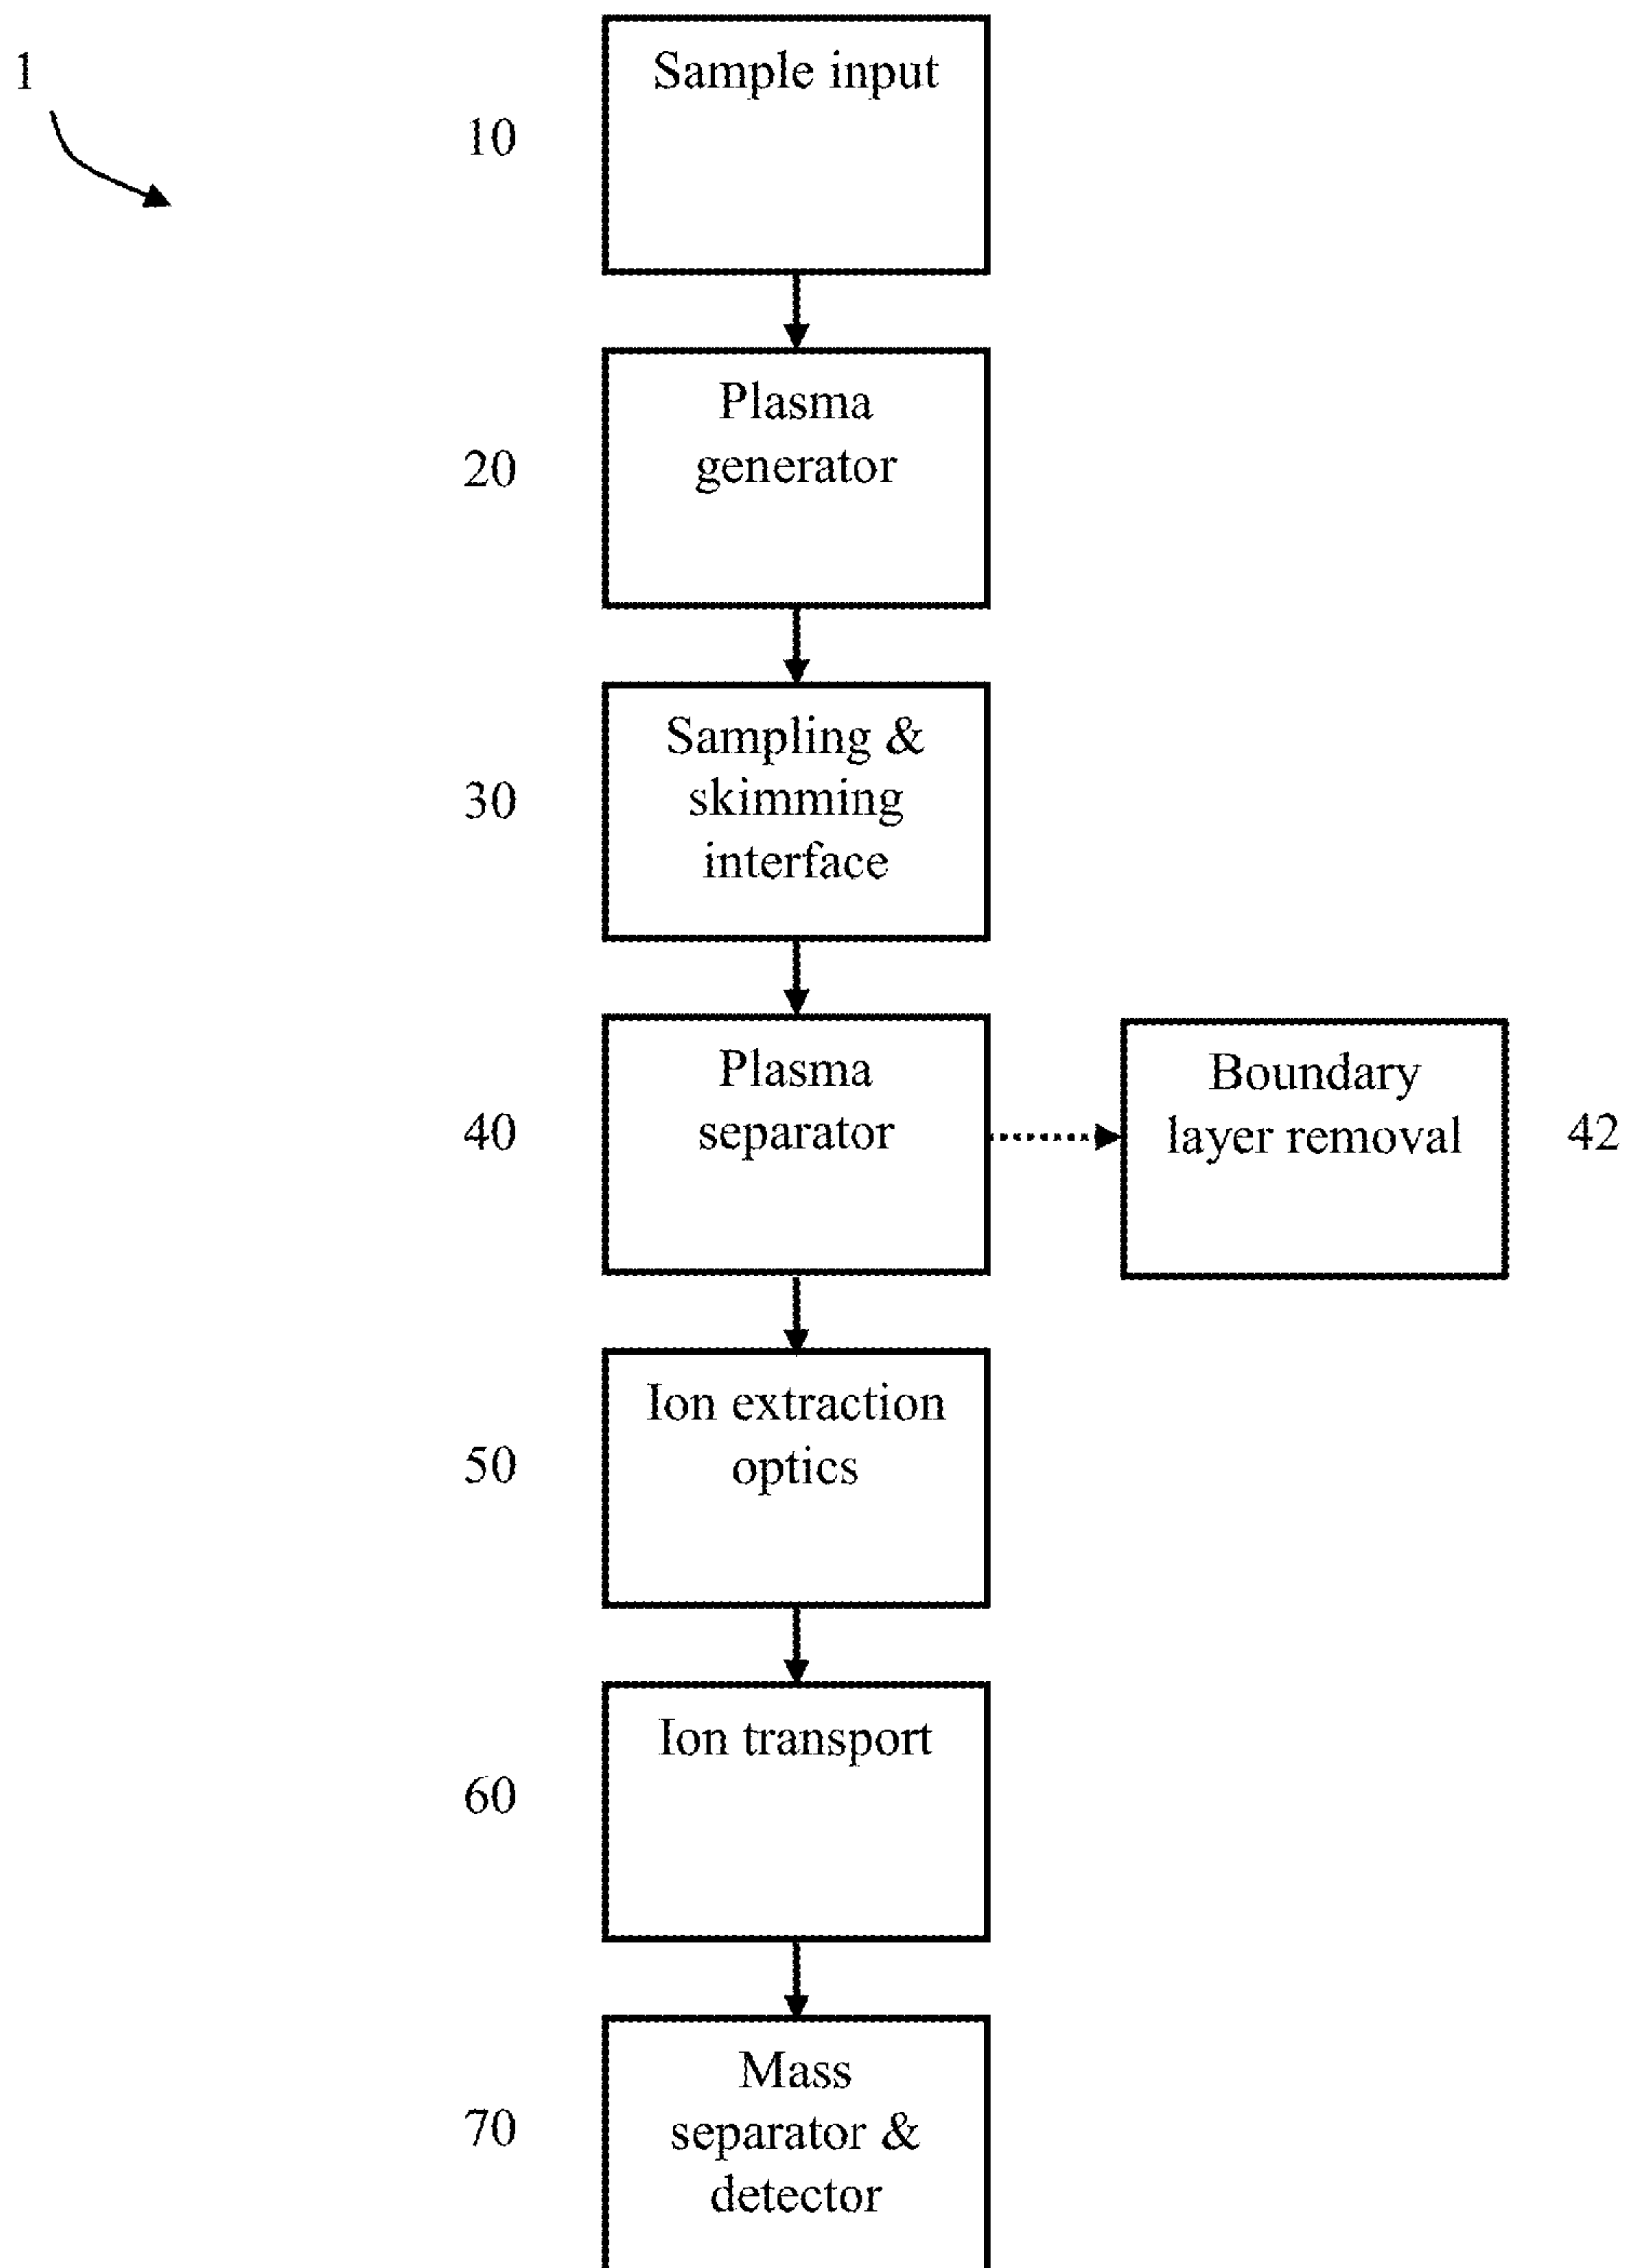 1
Sample input
10
Plasma
generator
20
Sampling &
skimming
interface
30
Plasma
separator
40
Boundary
layer removal
42
Ion extraction
optics
50
Ion transport
60
Mass
separator &
detector
70